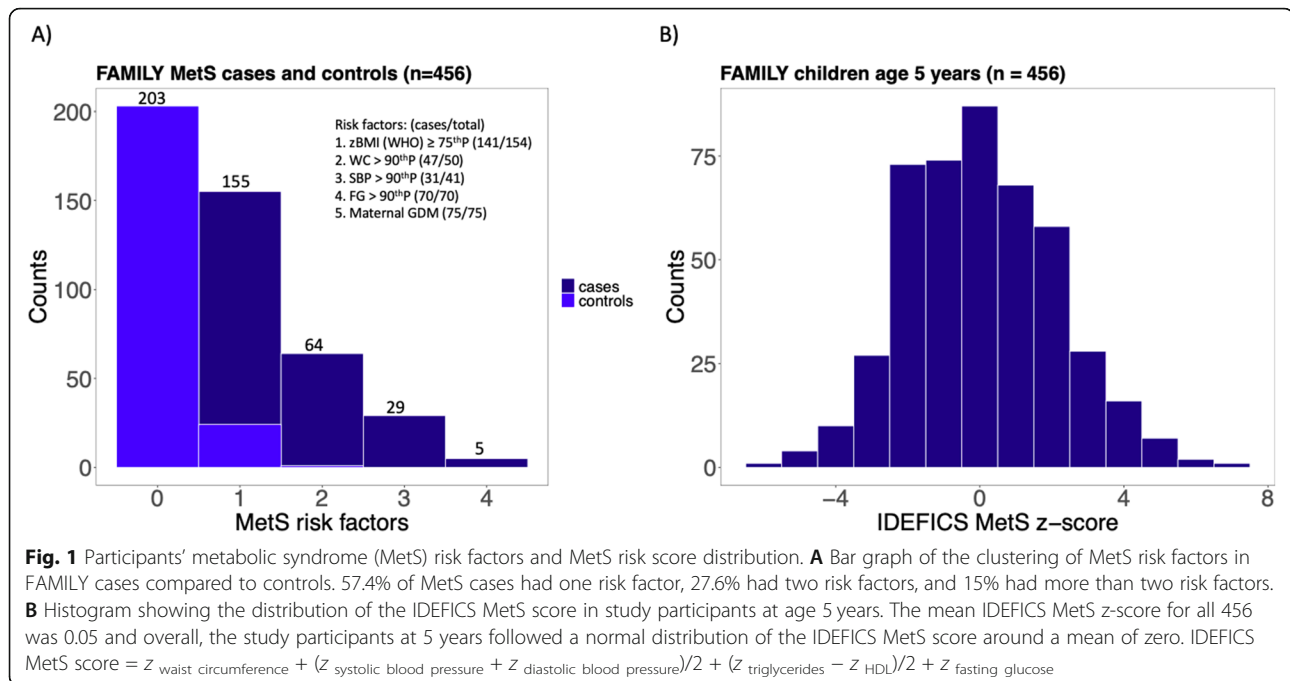 A)
FAMILY MetS cases and controls (n=456)
203
155
64
29
5
Risk factors: (cases/total)
1. zBMI (WHO) ≥ 75thP (141/154)
2. WC > 90thP (47/50)
3. SBP > 90thP (31/41)
4. FG > 90thP (70/70)
5. Maternal GDM (75/75)
200
150
100
50
0
Counts
0 1 2 3 4
MetS risk factors
cases
controls
B)
FAMILY children age 5 years (n = 456)
75
50
25
0
Counts
−4 0 4 8
IDEFICS MetS z−score
Fig. 1 Participants’ metabolic syndrome (MetS) risk factors and MetS risk score distribution. A Bar graph of the clustering of MetS risk factors in
FAMILY cases compared to controls. 57.4% of MetS cases had one risk factor, 27.6% had two risk factors, and 15% had more than two risk factors.
B Histogram showing the distribution of the IDEFICS MetS score in study participants at age 5 years. The mean IDEFICS MetS z-score for all 456
was 0.05 and overall, the study participants at 5 years followed a normal distribution of the IDEFICS MetS score around a mean of zero. IDEFICS
MetS score = z waist circumference + (z systolic blood pressure + z diastolic blood pressure)/2 + (z triglycerides − z HDL)/2 + z fasting glucose